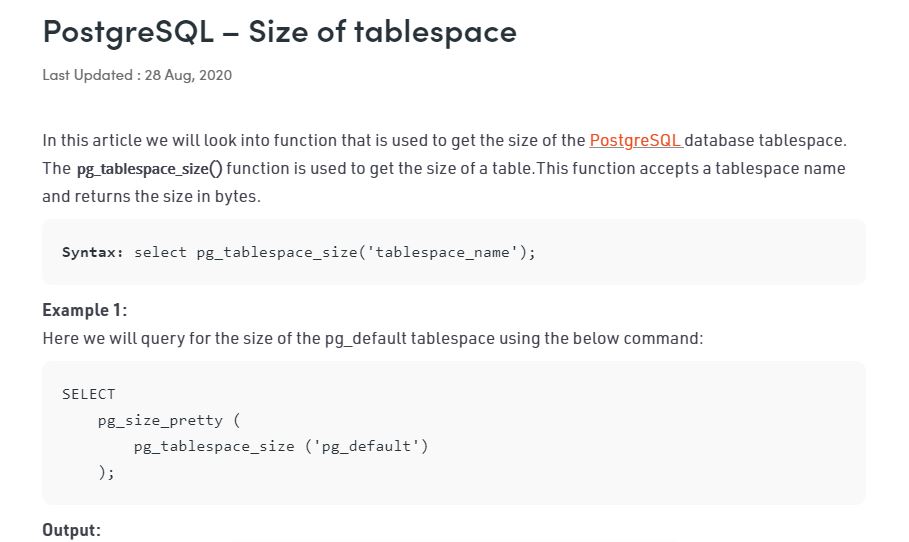 PostgreSQL – Size of tablespace
Last Updated : 28 Aug, 2020
In this article we will look into function that is used to get the size of the PostgreSQL database tablespace.
The pg_tablespace_size() function is used to get the size of a table.This function accepts a tablespace name
and returns the size in bytes.
Syntax: select pg_tablespace_size('tablespace_name');
Example 1:
Here we will query for the size of the pg_default tablespace using the below command:
SELECT
    pg_size_pretty (
        pg_tablespace_size ('pg_default')
    );
Output: